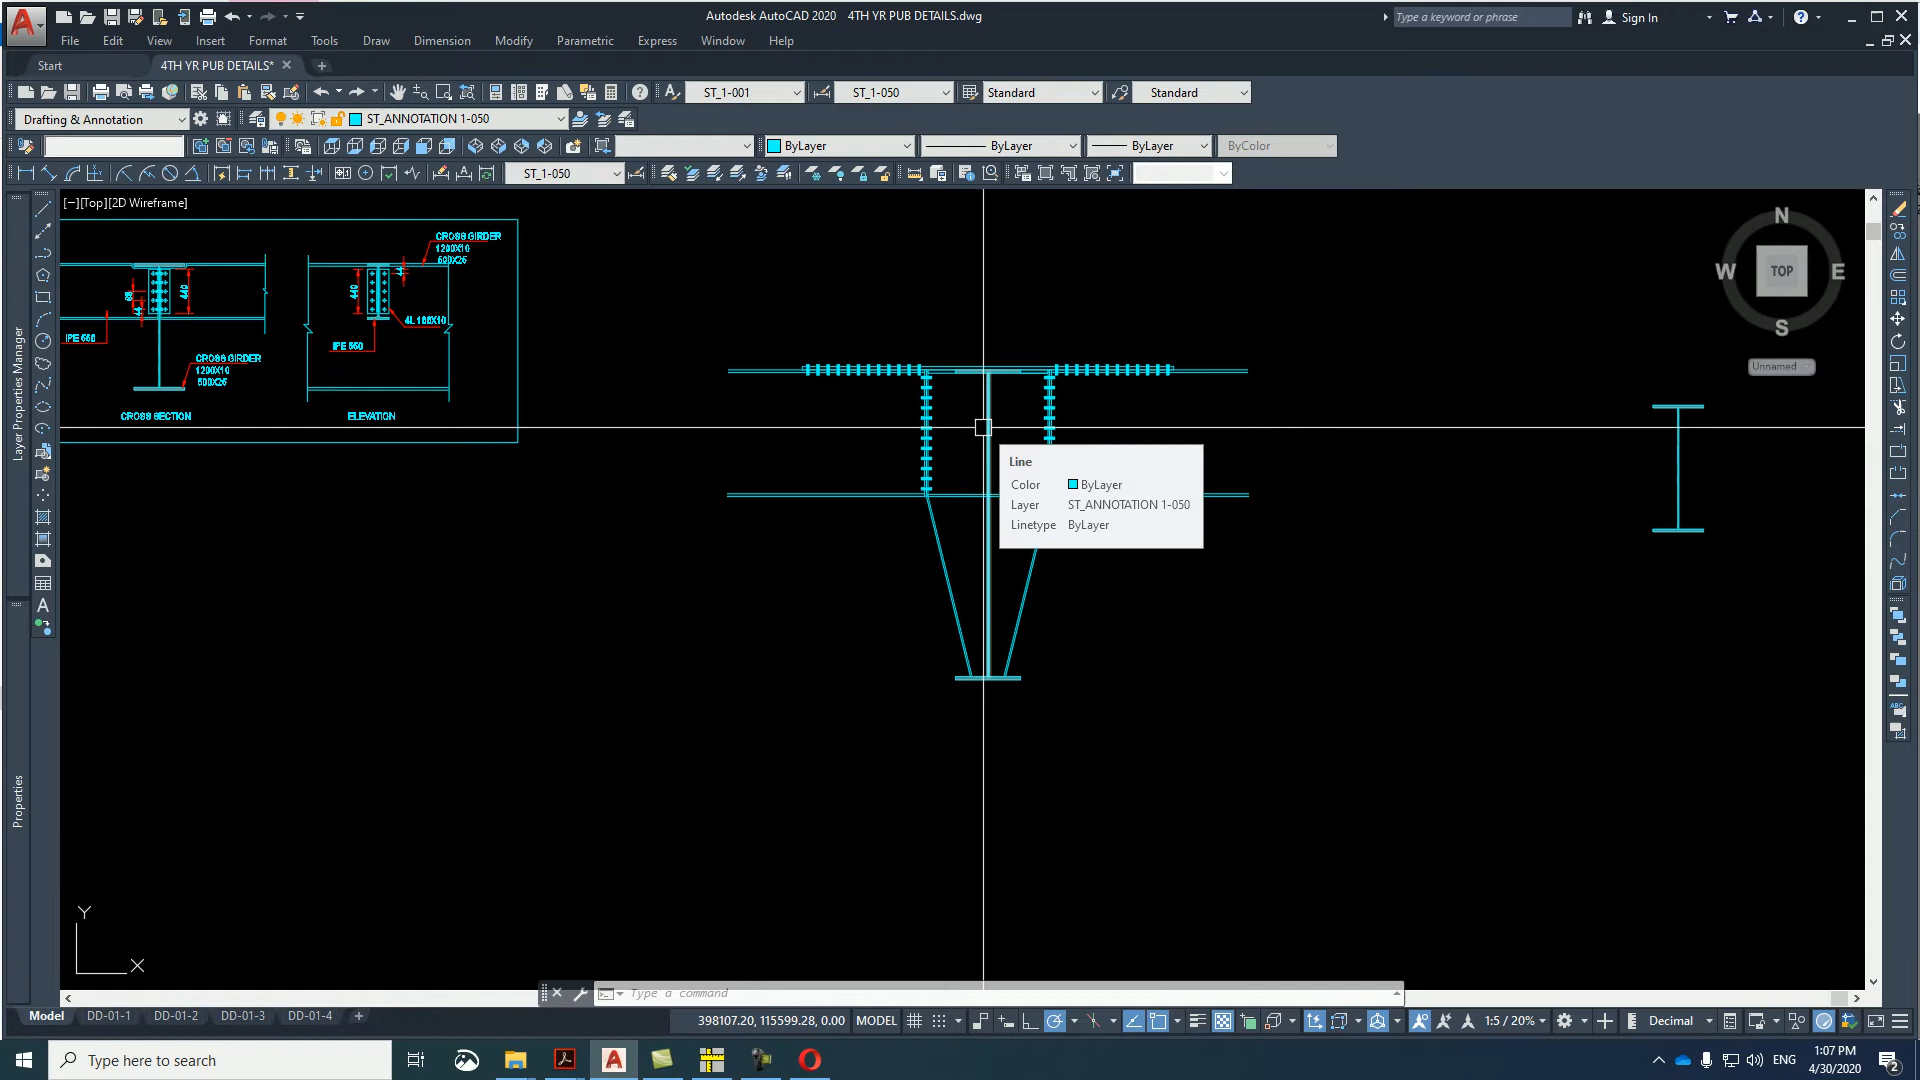 Autodesk AutoCAD 2020   4TH YR PUB DETAILS.dwg
Type a keyword or phrase
Sign In
File Edit View Insert Format Tools Draw Dimension Modify Parametric Express Window Help
Start
4TH YR PUB DETAILS*
ST_1-001
ST_1-050
Standard
Standard
Drafting & Annotation
ST_ANNOTATION 1-050
ByLayer
ByLayer
ByLayer
ByColor
ST_1-050
[−][Top][2D Wireframe]
CROSS GIRDER
1200X10
500X25
440
44
440
44
IPE 550
4L 100X10
IPE 550
CROSS GIRDER
1200X10
500X25
CROSS SECTION
ELEVATION
N
W TOP E
S
Unnamed
Line
Color ByLayer
Layer ST_ANNOTATION 1-050
Linetype ByLayer
Layer Properties Manager
Properties
A
Y
X
Type a command
Model DD-01-1 DD-01-2 DD-01-3 DD-01-4
398107.20, 115599.28, 0.00 MODEL
1:5 / 20%
Decimal
Type here to search
ENG
1:07 PM
4/30/2020
2